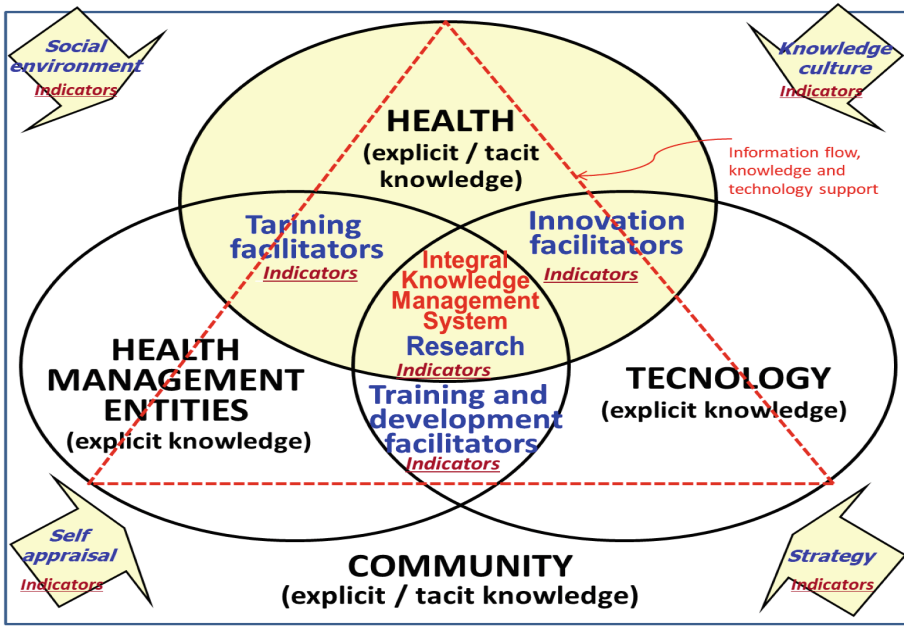 Social
environment
Indicators
Knowledge
culture
Indicators
HEALTH
(explicit / tacit
knowledge)
Information flow,
knowledge and
technology support
Tarining
facilitators
Indicators
Innovation
facilitators
Indicators
Integral
Knowledge
Management
System
Research
Indicators
HEALTH
MANAGEMENT
ENTITIES
(explicit knowledge)
TECNOLOGY
(explicit knowledge)
Training and
development
facilitators
Indicators
Self
appraisal
Indicators
COMMUNITY
(explicit / tacit knowledge)
Strategy
Indicators